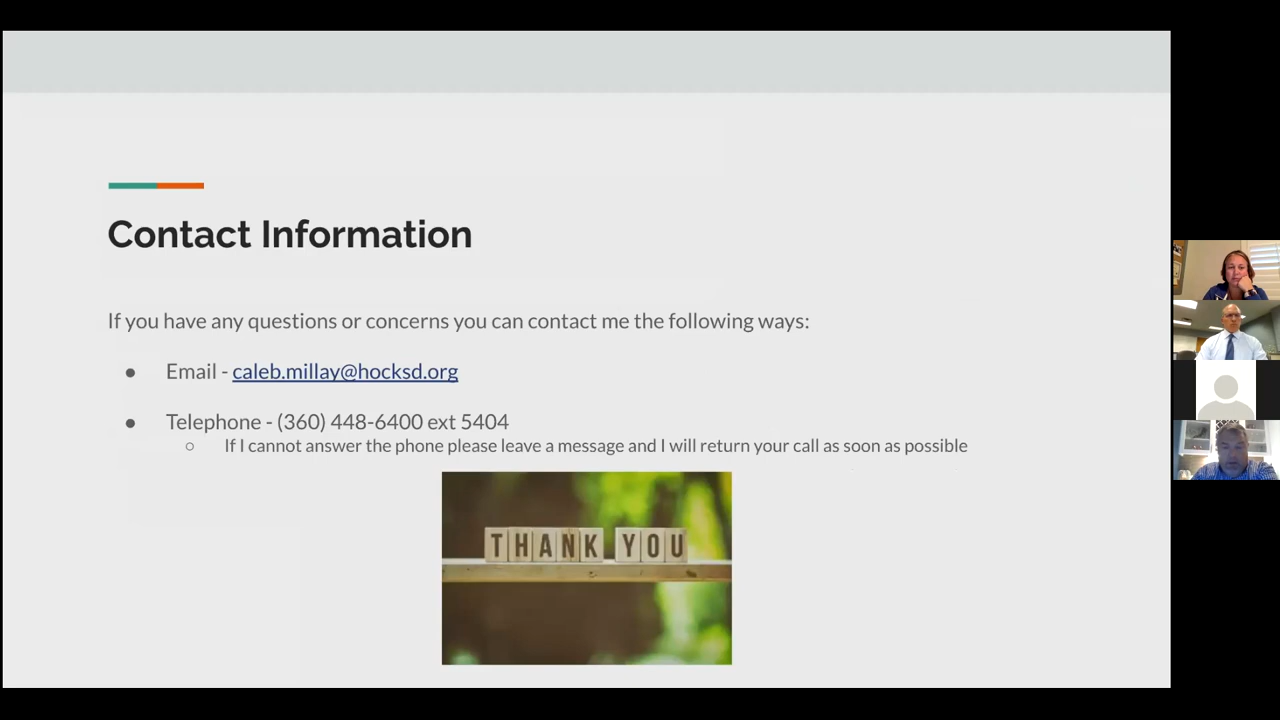 Contact Information
If you have any questions or concerns you can contact me the following ways:
● Email - caleb.millay@hocksd.org
● Telephone - (360) 448-6400 ext 5404
○ If I cannot answer the phone please leave a message and I will return your call as soon as possible
THANK YOU